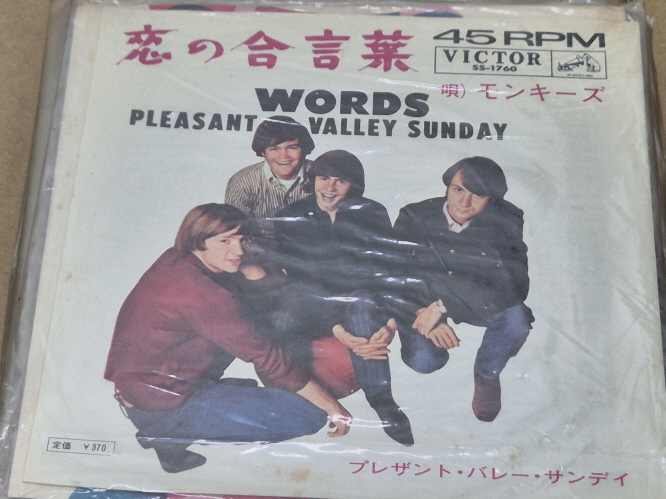 恋の合言葉
45 RPM
VICTOR
SS-1760
唄) モンキーズ
WORDS
PLEASANT VALLEY SUNDAY
定価 ¥370
プレザント・バレー・サンデイ